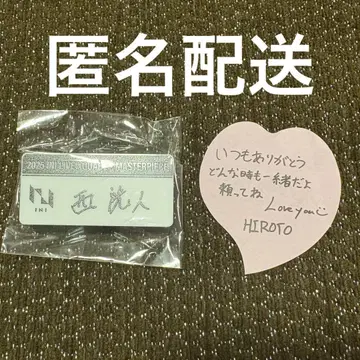 匿名配送
2025 INI LIVE TOUR [ MASTERPIECE
INI
西 洸人
いつもありがとう
どんな時も一緒だよ
頼ってね
Love you
HIROTO